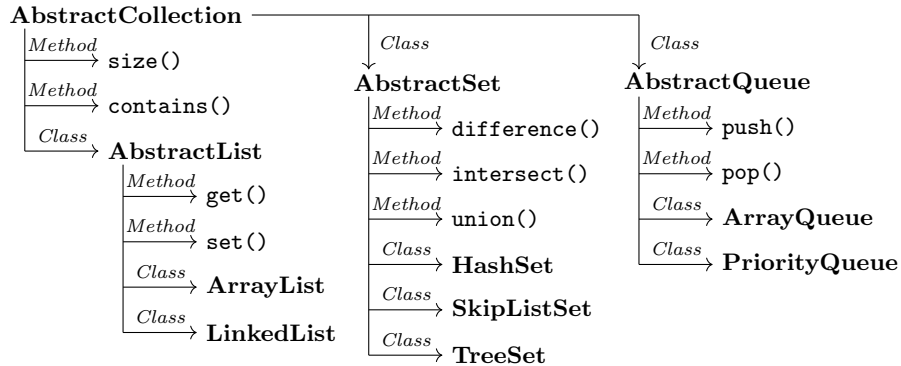 AbstractCollection
Method size()
Method contains()
Class AbstractList
Method get()
Method set()
Class ArrayList
Class LinkedList
Class
AbstractSet
Method difference()
Method intersect()
Method union()
Class HashSet
Class SkipListSet
Class TreeSet
Class
AbstractQueue
Method push()
Method pop()
Class ArrayQueue
Class PriorityQueue